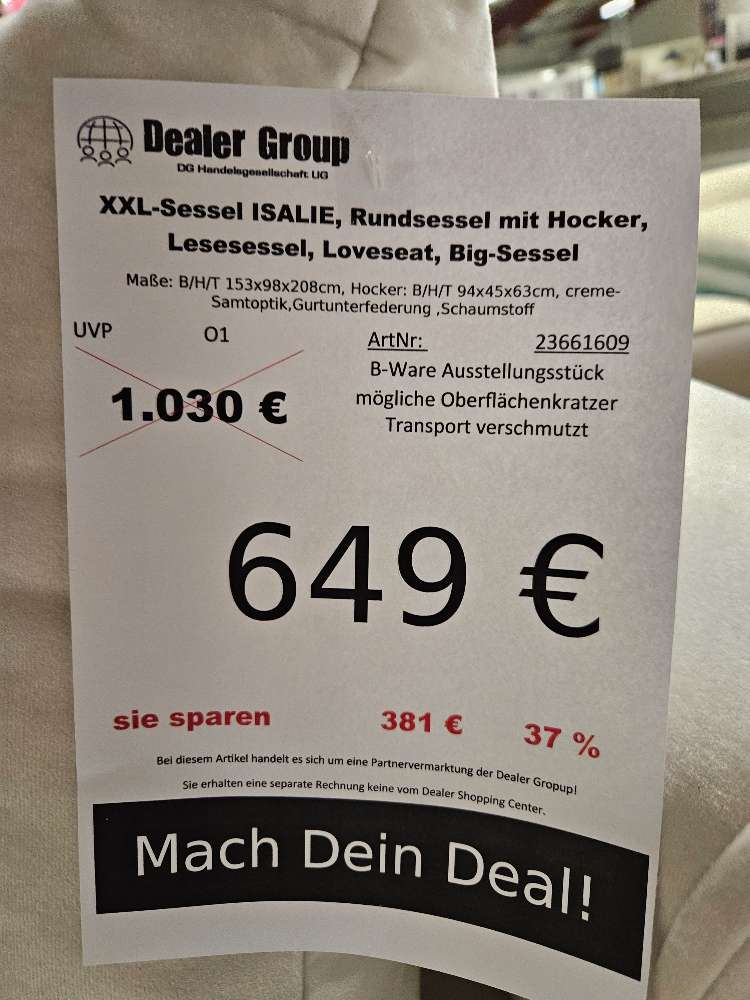 Dealer Group
DG Handelsgesellschaft UG
XXL-Sessel ISALIE, Rundsessel mit Hocker,
Lesesessel, Loveseat, Big-Sessel
Maße: B/H/T 153x98x208cm, Hocker: B/H/T 94x45x63cm, creme-
Samtoptik,Gurtunterfederung ,Schaumstoff
UVP O1 ArtNr: 23661609
B-Ware Ausstellungsstück
1.030 € mögliche Oberflächenkratzer
Transport verschmutzt
649 €
sie sparen 381 € 37 %
Bei diesem Artikel handelt es sich um eine Partnervermarktung der Dealer Gropup!
Sie erhalten eine separate Rechnung keine vom Dealer Shopping Center.
Mach Dein Deal!